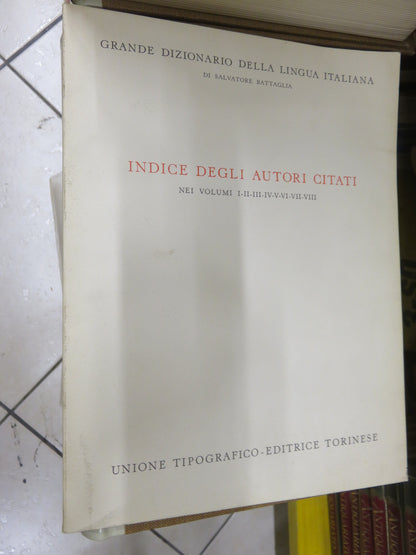 GRANDE DIZIONARIO DELLA LINGUA ITALIANA
DI SALVATORE BATTAGLIA
INDICE DEGLI AUTORI CITATI
NEI VOLUMI I-II-III-IV-V-VI-VII-VIII
UNIONE TIPOGRAFICO-EDITRICE TORINESE